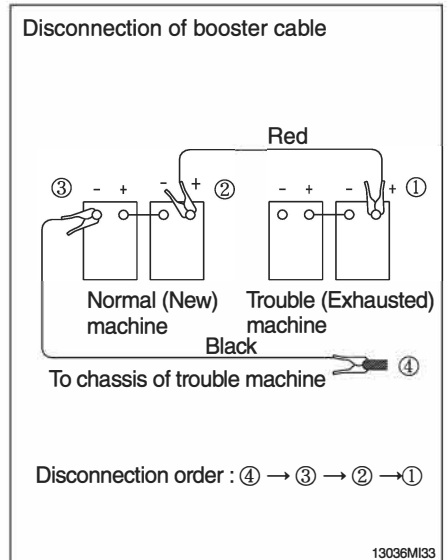 Disconnection of booster cable
Red
③ - + - + ② - + - + ①
Normal (New) Trouble (Exhausted)
machine machine
Black
④
To chassis of trouble machine
Disconnection order : ④ → ③ → ② →①
13036MI33